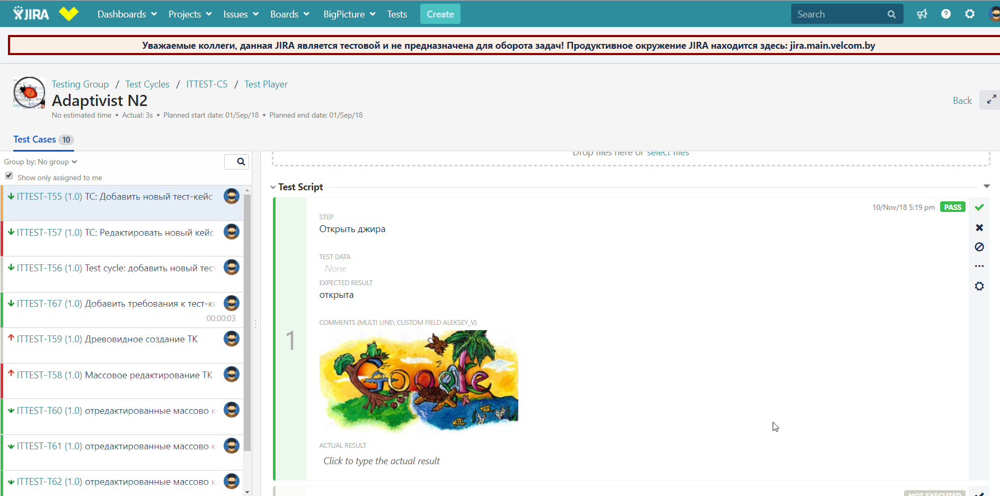 JIRA
Dashboards Projects Issues Boards BigPicture Tests Create Search
Уважаемые коллеги, данная JIRA является тестовой и не предназначена для оборота задач! Продуктивное окружение JIRA находится здесь: jira.main.velcom.by
Testing Group / Test Cycles / ITTEST-C5 / Test Player
Adaptivist N2
Back
No estimated time • Actual: 3s • Planned start date: 01/Sep/18 • Planned end date: 01/Sep/18
Test Cases 10
Group by: No group
Show only assigned to me
ITTEST-T55 (1.0) ТС: Добавить новый тест-кейс
ITTEST-T57 (1.0) ТС: Редактировать новый кейс
ITTEST-T56 (1.0) Test cycle: добавить новый тест
ITTEST-T67 (1.0) Добавить требования к тест-ке
00:00:03
ITTEST-T59 (1.0) Древовидное создание ТК
ITTEST-T58 (1.0) Массовое редактирование ТК
ITTEST-T60 (1.0) отредактированные массово к
ITTEST-T61 (1.0) отредактированные массово к
ITTEST-T62 (1.0) отредактированные массово к
Drop files here or select files
Test Script
10/Nov/18 5:19 pm PASS
1
STEP
Открыть джира
TEST DATA
None
EXPECTED RESULT
открыта
COMMENTS (MULTI LINE\ CUSTOM FIELD ALEKSEY_V)
Google
ACTUAL RESULT
Click to type the actual result
NOT EXECUTED